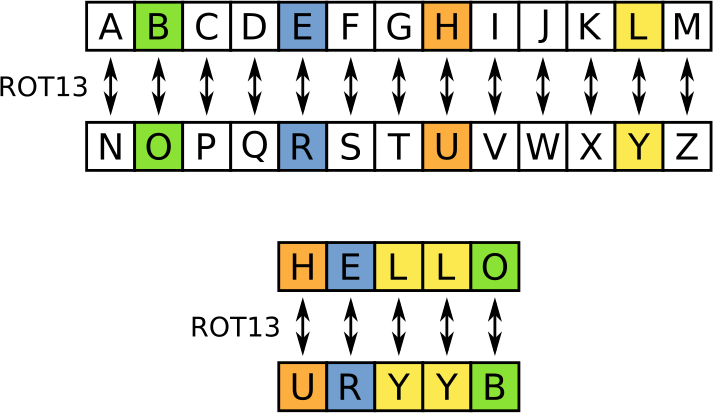 A B C D E F G H I J K L M
ROT13
N O P Q R S T U V W X Y Z
H E L L O
ROT13
U R Y Y B